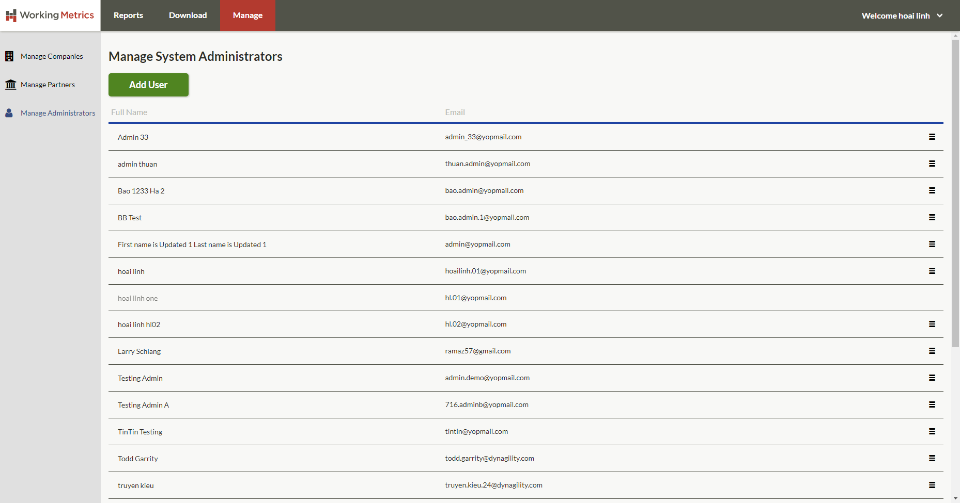 Working Metrics
Reports Download Manage Welcome hoai linh
Manage Companies
Manage Partners
Manage Administrators
Manage System Administrators
Add User
Full Name Email
Admin 33 admin_33@yopmail.com
admin thuan thuan.admin@yopmail.com
Bao 1233 Ha 2 bao.admin@yopmail.com
BB Test bao.admin.1@yopmail.com
First name is Updated 1 Last name is Updated 1 admin@yopmail.com
hoai linh hoailinh.01@yopmail.com
hoai linh one hl.01@yopmail.com
hoai linh hl02 hl.02@yopmail.com
Larry Schlang ramaz57@gmail.com
Testing Admin admin.demo@yopmail.com
Testing Admin A 716.adminb@yopmail.com
TinTin Testing tintin@yopmail.com
Todd Garrity todd.garrity@dynagility.com
truyen kieu truyen.kieu.24@dynagility.com